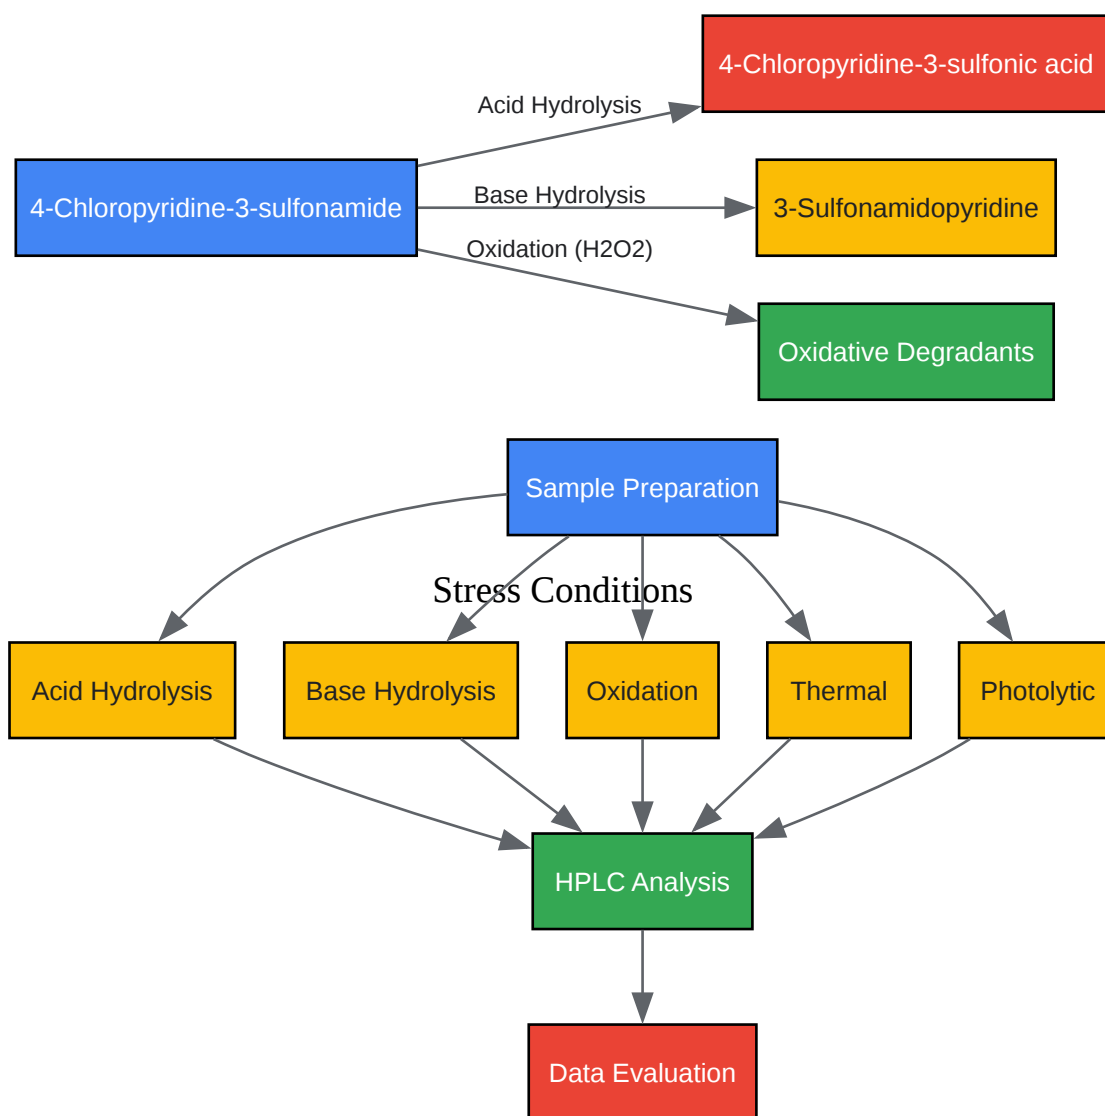 4-Chloropyridine-3-sulfonic acid
Acid Hydrolysis
4-Chloropyridine-3-sulfonamide
Base Hydrolysis
3-Sulfonamidopyridine
Oxidation (H2O2)
Oxidative Degradants
Sample Preparation
Stress Conditions
Acid Hydrolysis
Base Hydrolysis
Oxidation
Thermal
Photolytic
HPLC Analysis
Data Evaluation